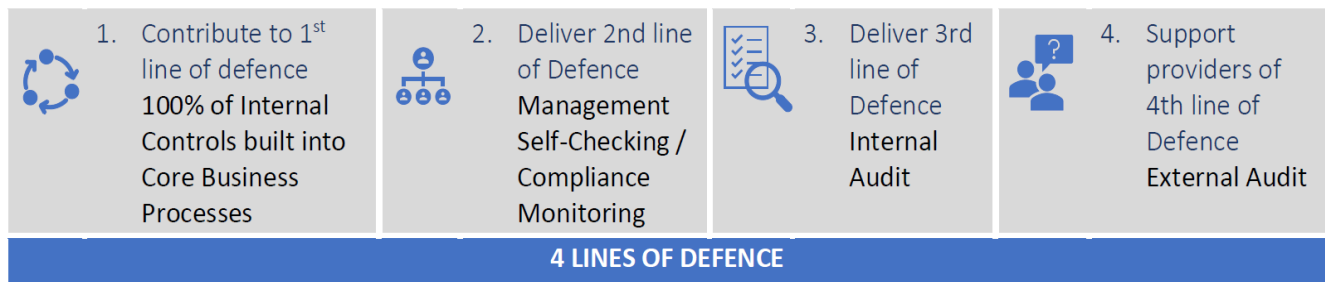 1. Contribute to 1st
line of defence
100% of Internal
Controls built into
Core Business
Processes
2. Deliver 2nd line
of Defence
Management
Self-Checking /
Compliance
Monitoring
3. Deliver 3rd
line of
Defence
Internal
Audit
?
4. Support
providers of
4th line of
Defence
External Audit
4 LINES OF DEFENCE